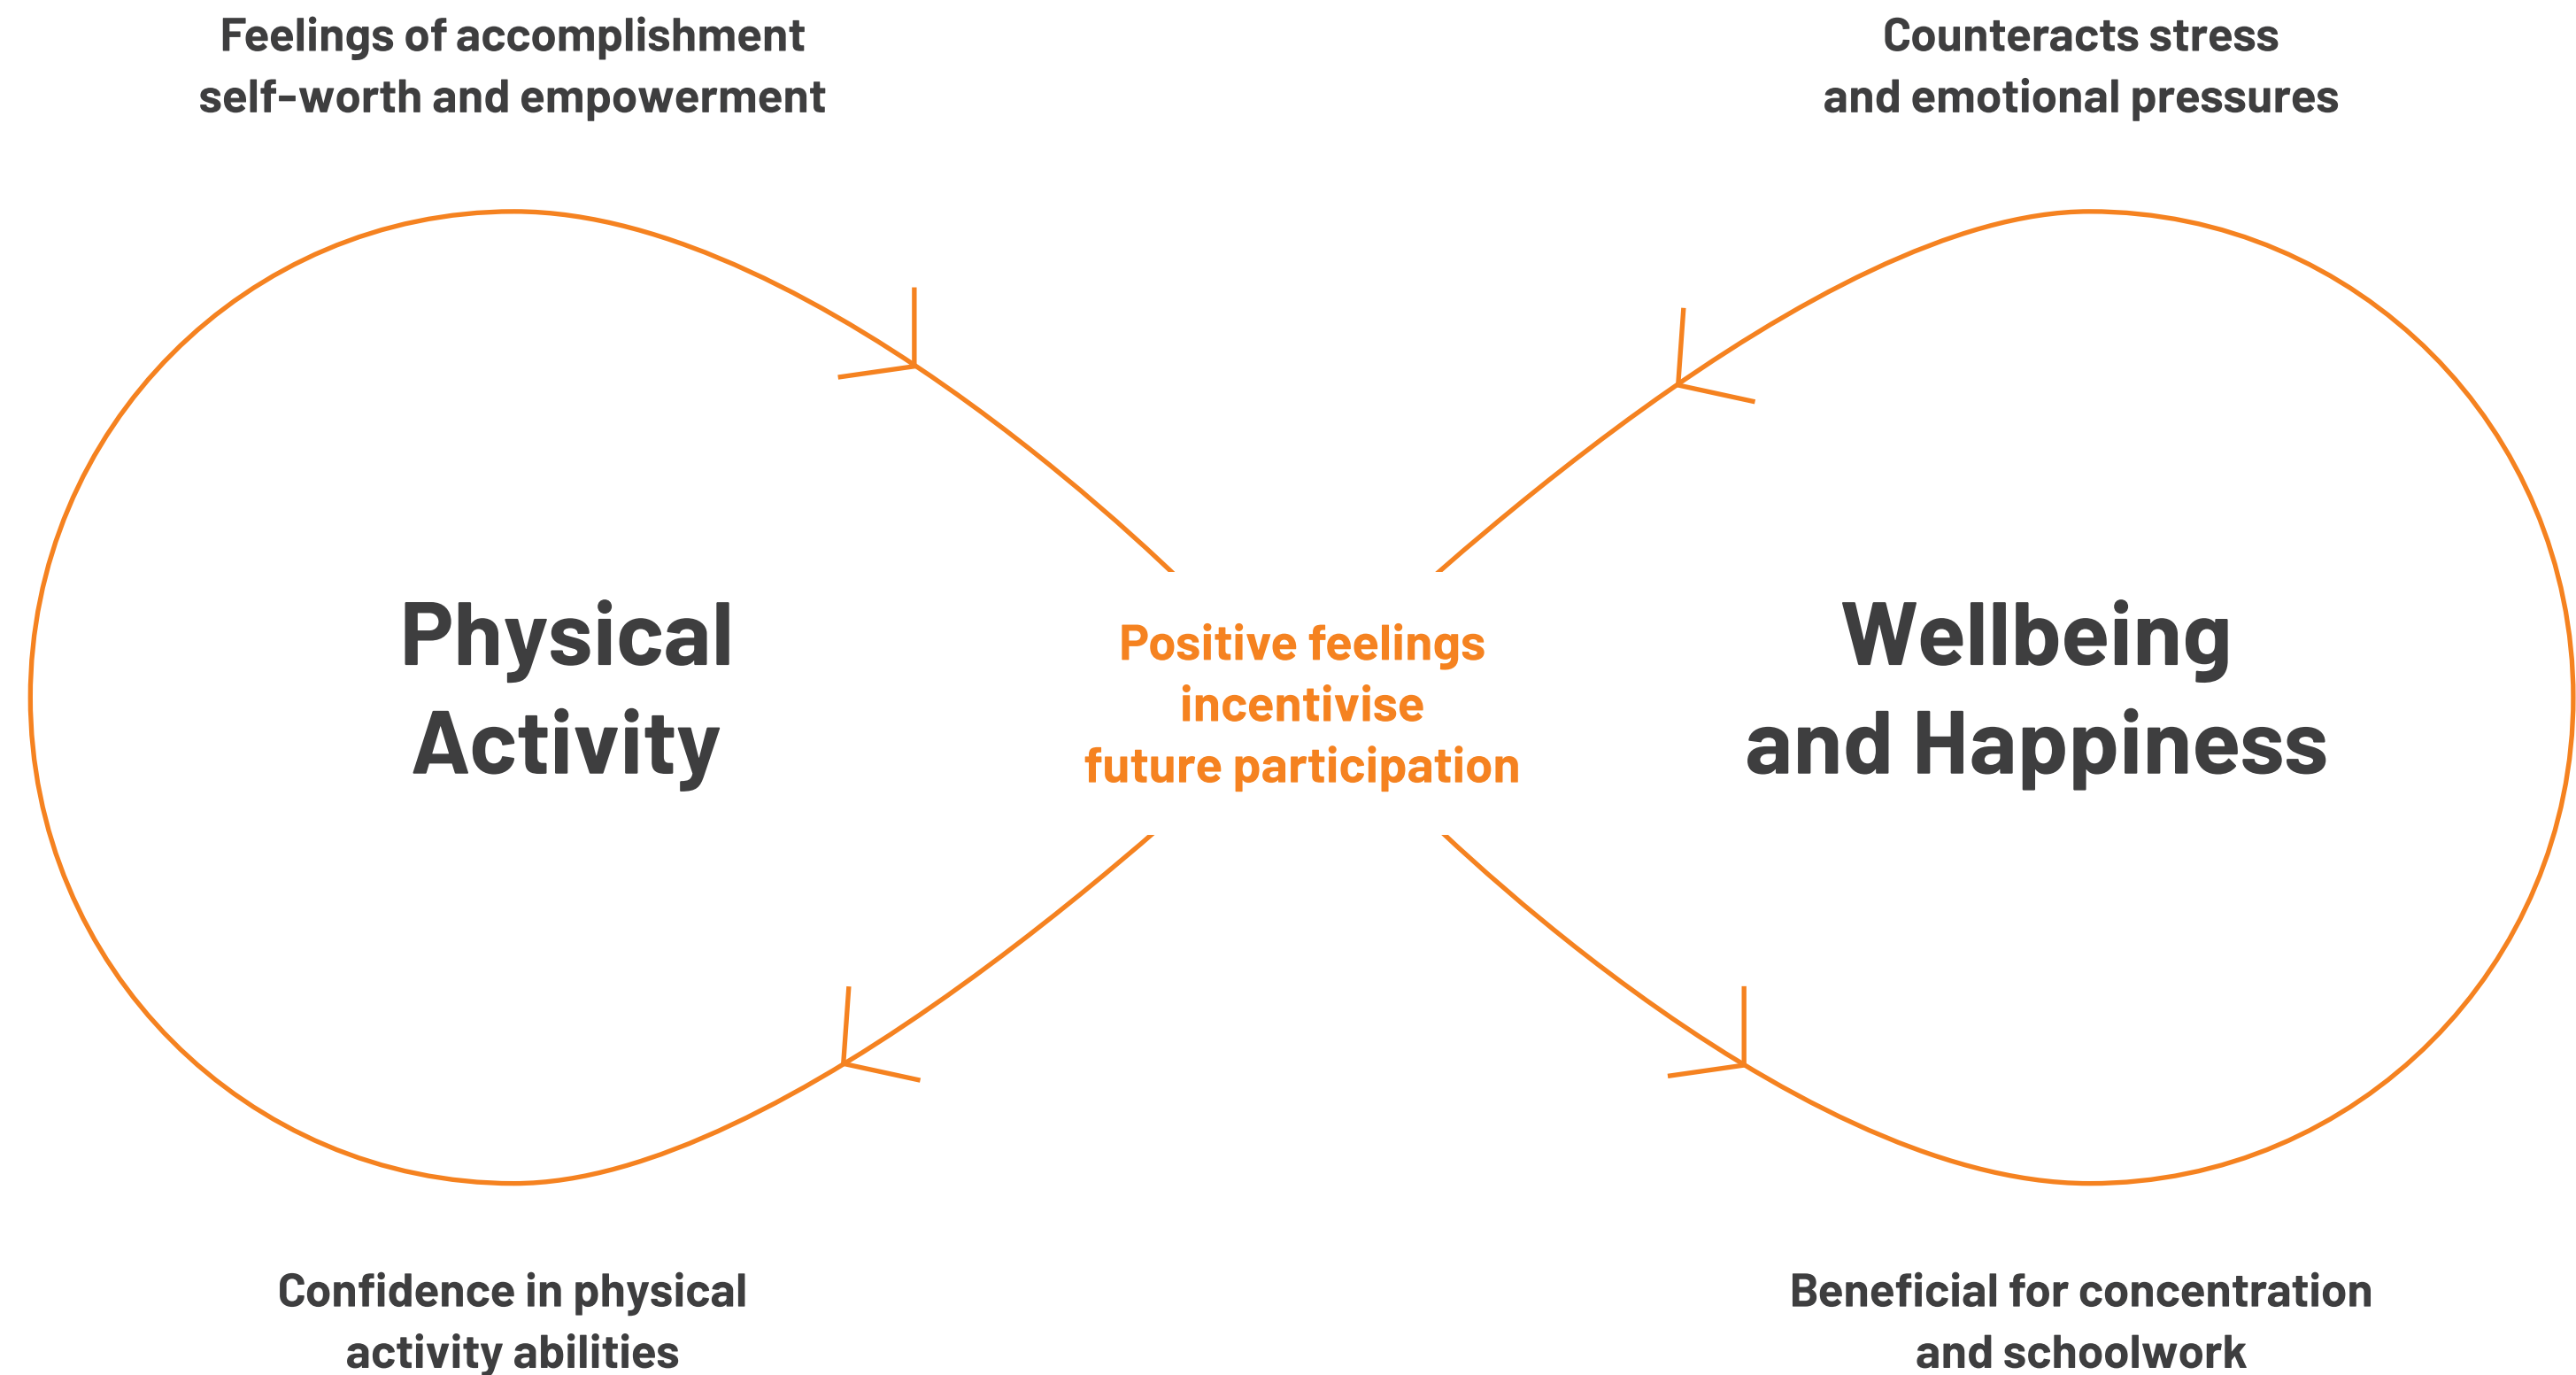 Feelings of accomplishment
self-worth and empowerment
Counteracts stress
and emotional pressures
Physical
Activity
Positive feelings
incentivise
future participation
Wellbeing
and Happiness
Confidence in physical
activity abilities
Beneficial for concentration
and schoolwork